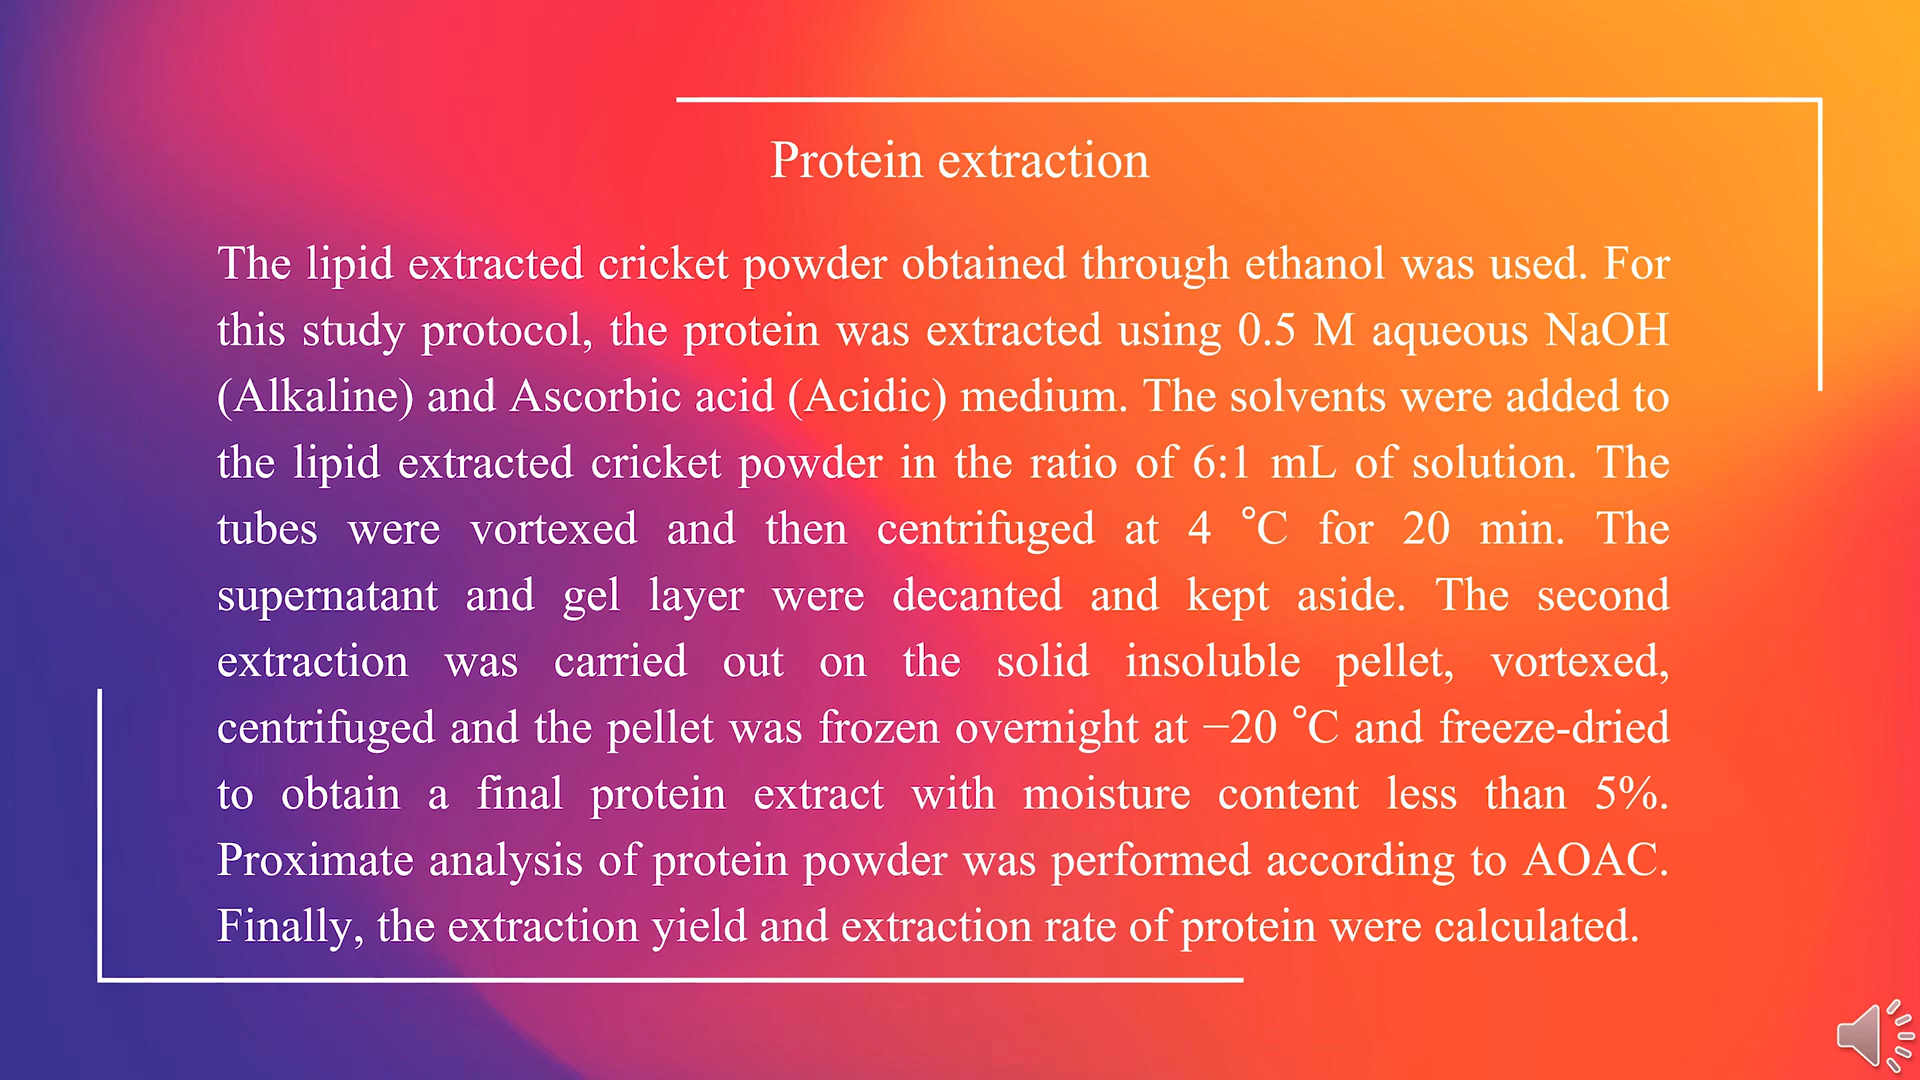 Protein extraction
The lipid extracted cricket powder obtained through ethanol was used. For
this study protocol, the protein was extracted using 0.5 M aqueous NaOH
(Alkaline) and Ascorbic acid (Acidic) medium. The solvents were added to
the lipid extracted cricket powder in the ratio of 6:1 mL of solution. The
tubes were vortexed and then centrifuged at 4 °C for 20 min. The
supernatant and gel layer were decanted and kept aside. The second
extraction was carried out on the solid insoluble pellet, vortexed,
centrifuged and the pellet was frozen overnight at −20 °C and freeze-dried
to obtain a final protein extract with moisture content less than 5%.
Proximate analysis of protein powder was performed according to AOAC.
Finally, the extraction yield and extraction rate of protein were calculated.